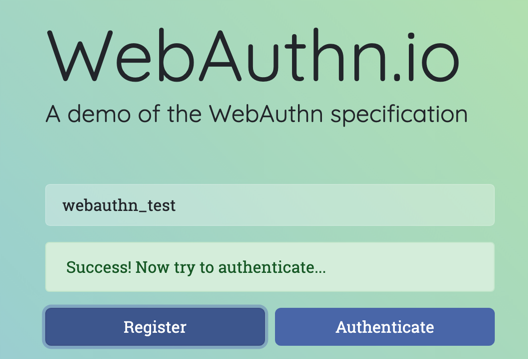 WebAuthn.io
A demo of the WebAuthn specification
webauthn_test
Success! Now try to authenticate...
Register
Authenticate